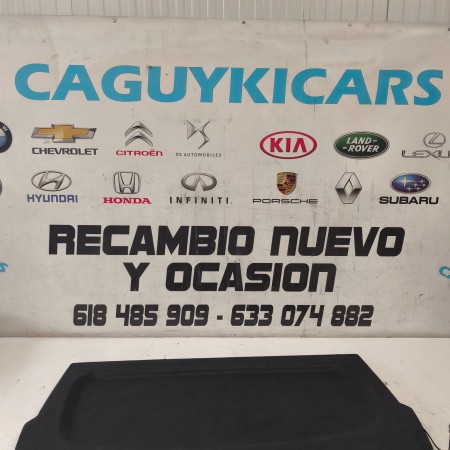 CAGUYKICARS
CHEVROLET CITROËN DS AUTOMOBILES KIA LAND ROVER LEXUS
HYUNDAI HONDA INFINITI PORSCHE SUBARU
RECAMBIO NUEVO
Y OCASION
618 485 909 - 633 074 882